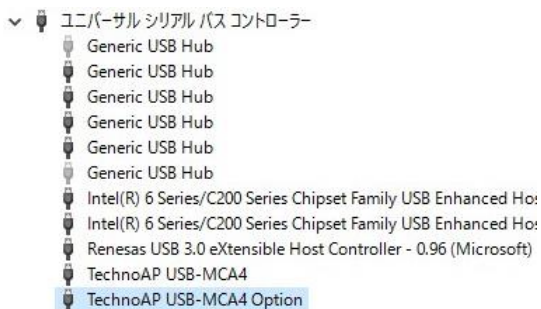 ユニバーサル シリアル バス コントローラー
Generic USB Hub
Generic USB Hub
Generic USB Hub
Generic USB Hub
Generic USB Hub
Generic USB Hub
Intel(R) 6 Series/C200 Series Chipset Family USB Enhanced Hos
Intel(R) 6 Series/C200 Series Chipset Family USB Enhanced Hos
Renesas USB 3.0 eXtensible Host Controller - 0.96 (Microsoft)
TechnoAP USB-MCA4
TechnoAP USB-MCA4 Option